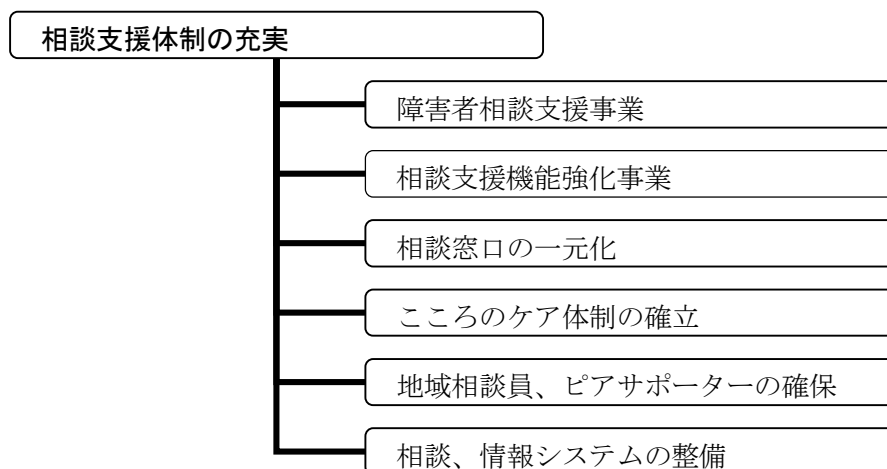 相談支援体制の充実
障害者相談支援事業
相談支援機能強化事業
相談窓口の一元化
こころのケア体制の確立
地域相談員、ピアサポーターの確保
相談、情報システムの整備